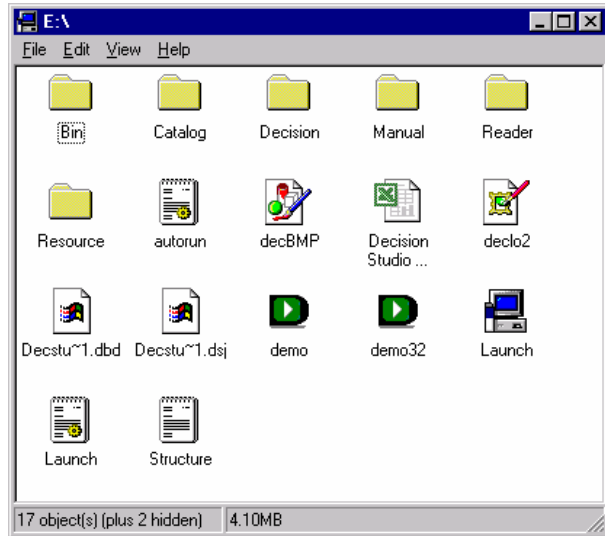 E:\
File Edit View Help
Bin Catalog Decision Manual Reader
Resource autorun decBMP Decision Studio ... declo2
Decstu~1.dbd Decstu~1.dsj demo demo32 Launch
Launch Structure
17 object(s) (plus 2 hidden) 4.10MB